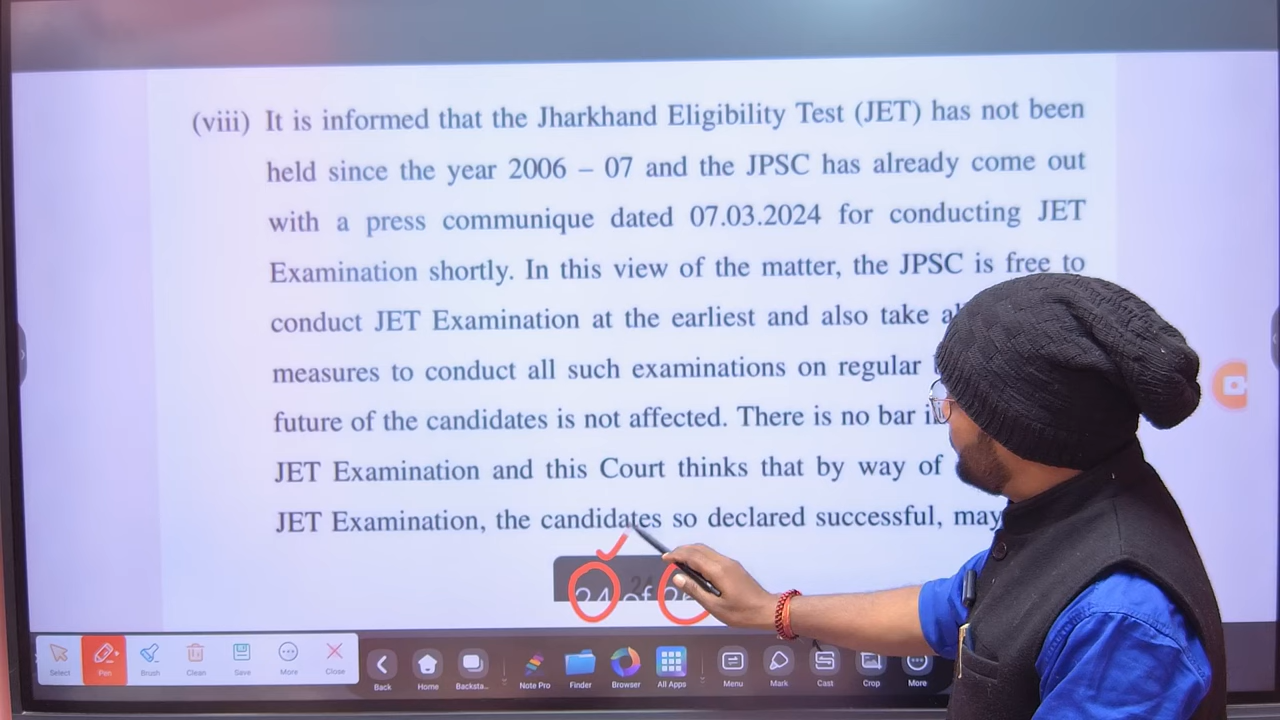 (viii) It is informed that the Jharkhand Eligibility Test (JET) has not been
held since the year 2006 – 07 and the JPSC has already come out
with a press communique dated 07.03.2024 for conducting JET
Examination shortly. In this view of the matter, the JPSC is free to
conduct JET Examination at the earliest and also take
measures to conduct all such examinations on regular
future of the candidates is not affected. There is no bar
JET Examination and this Court thinks that by way of
JET Examination, the candidates so declared successful, may
24
24 of
Select Pen Brush Clean Save More Close Back Home Backsta... Note Pro Finder Browser All Apps Menu Mark Cast Crop More